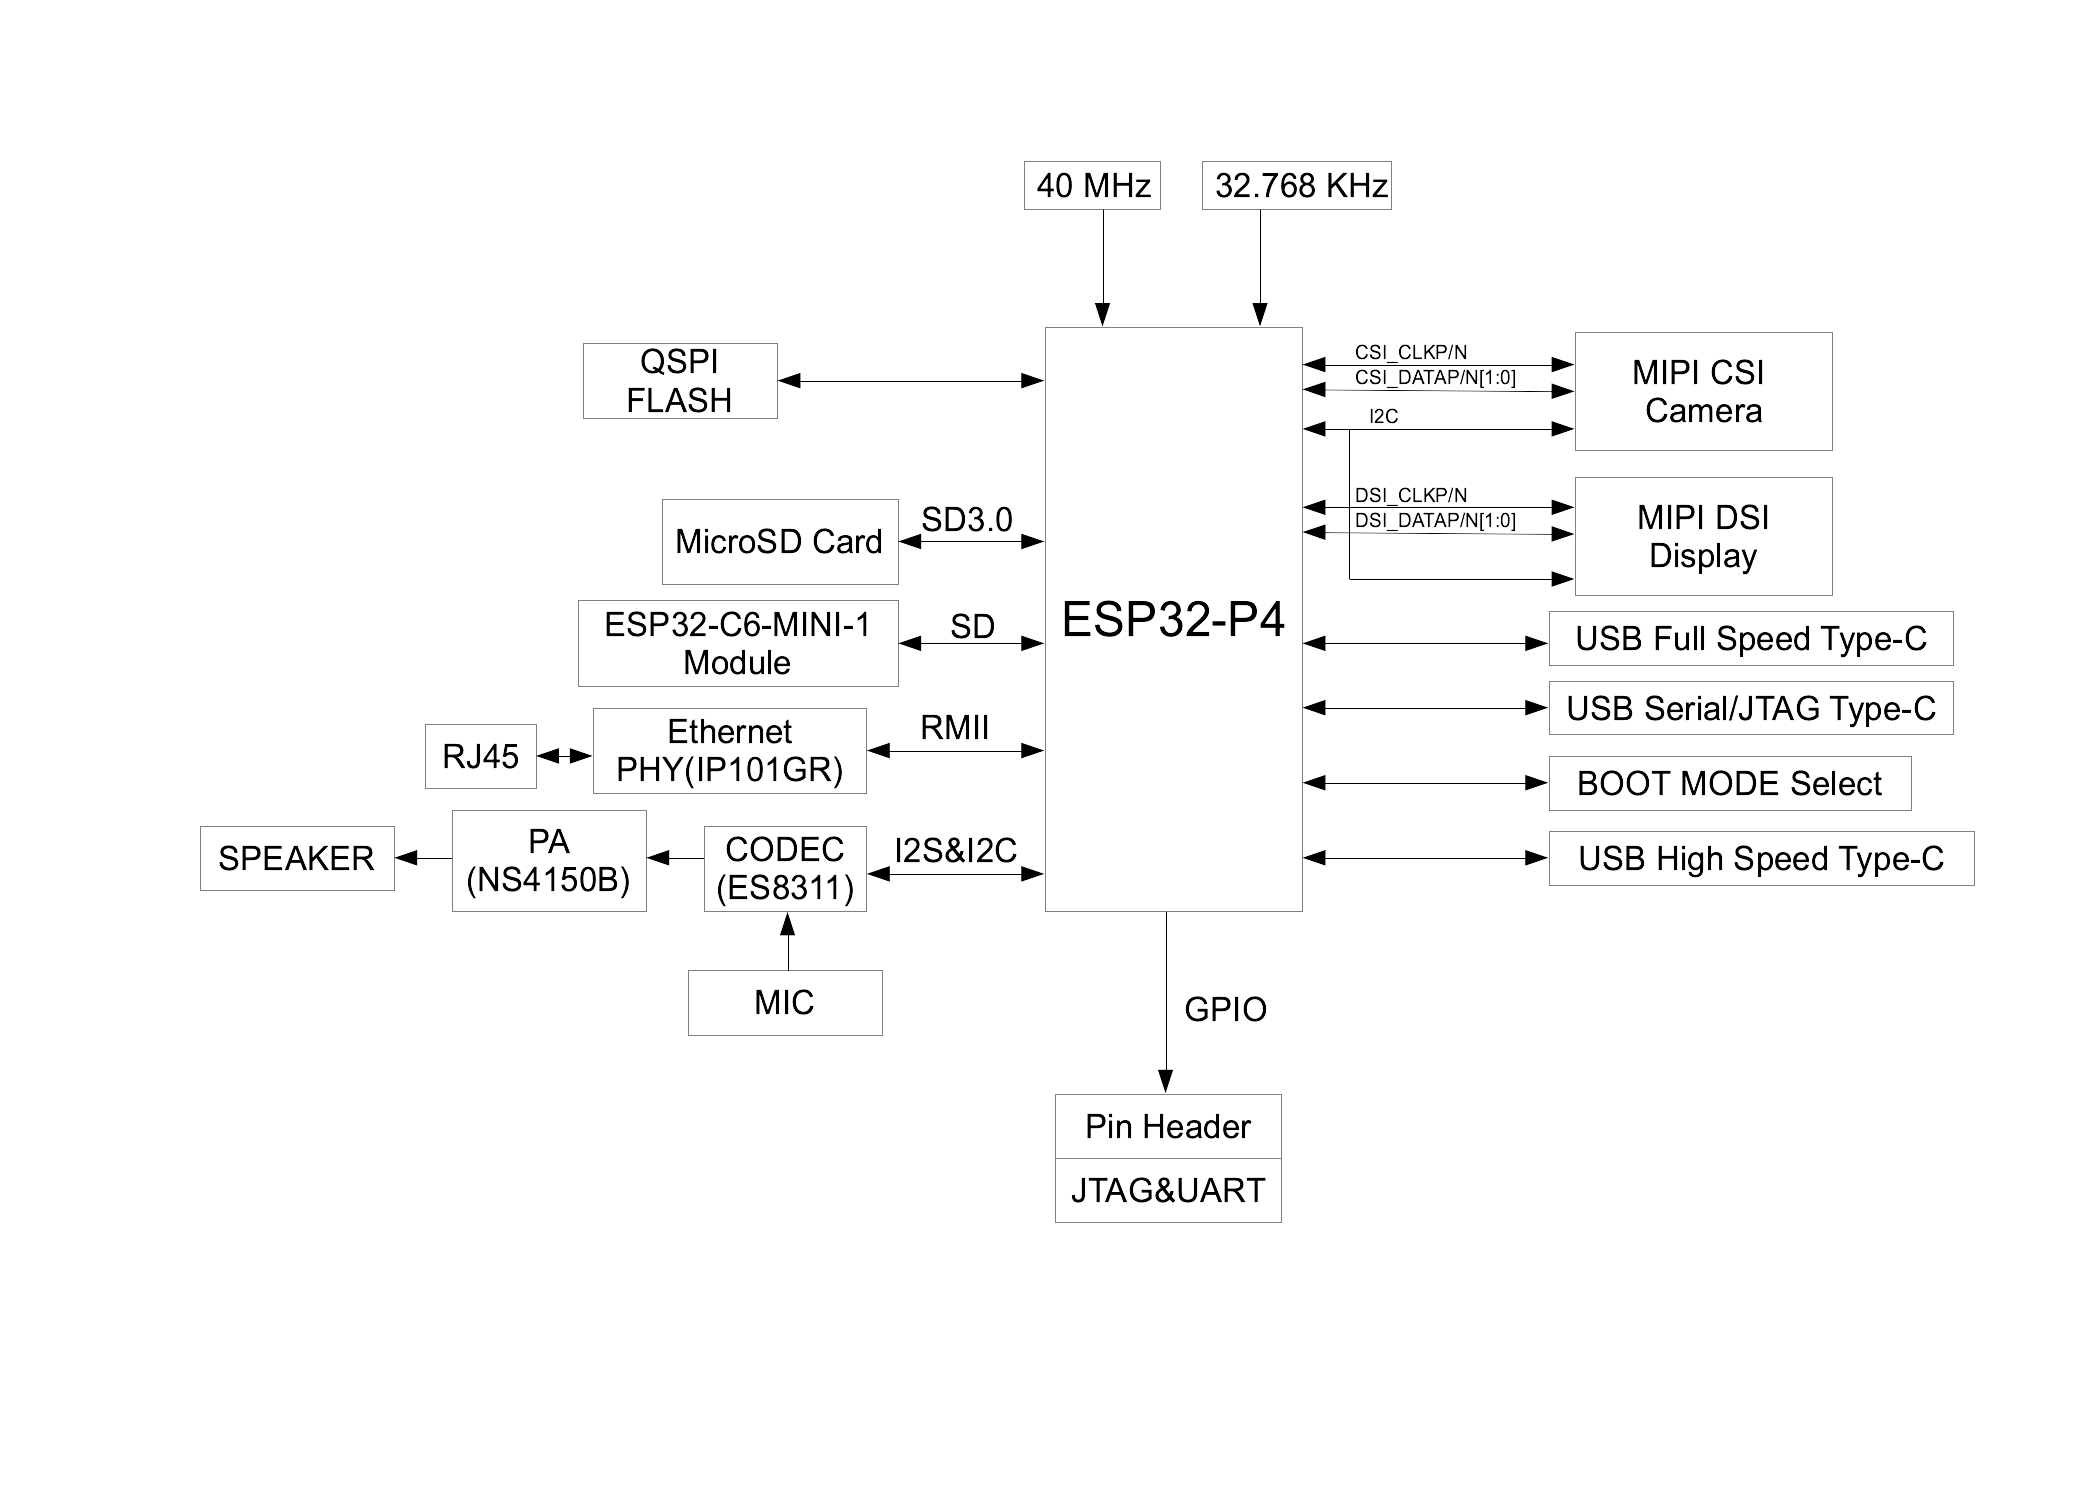 40 MHz
32.768 KHz
QSPI
FLASH
CSI_CLKP/N
CSI_DATAP/N[1:0]
I2C
MIPI CSI
Camera
MicroSD Card
SD3.0
DSI_CLKP/N
DSI_DATAP/N[1:0]
MIPI DSI
Display
ESP32-C6-MINI-1
Module
SD
ESP32-P4
USB Full Speed Type-C
RJ45
Ethernet
PHY(IP101GR)
RMII
USB Serial/JTAG Type-C
BOOT MODE Select
SPEAKER
PA
(NS4150B)
CODEC
(ES8311)
I2S&I2C
USB High Speed Type-C
MIC
GPIO
Pin Header
JTAG&UART